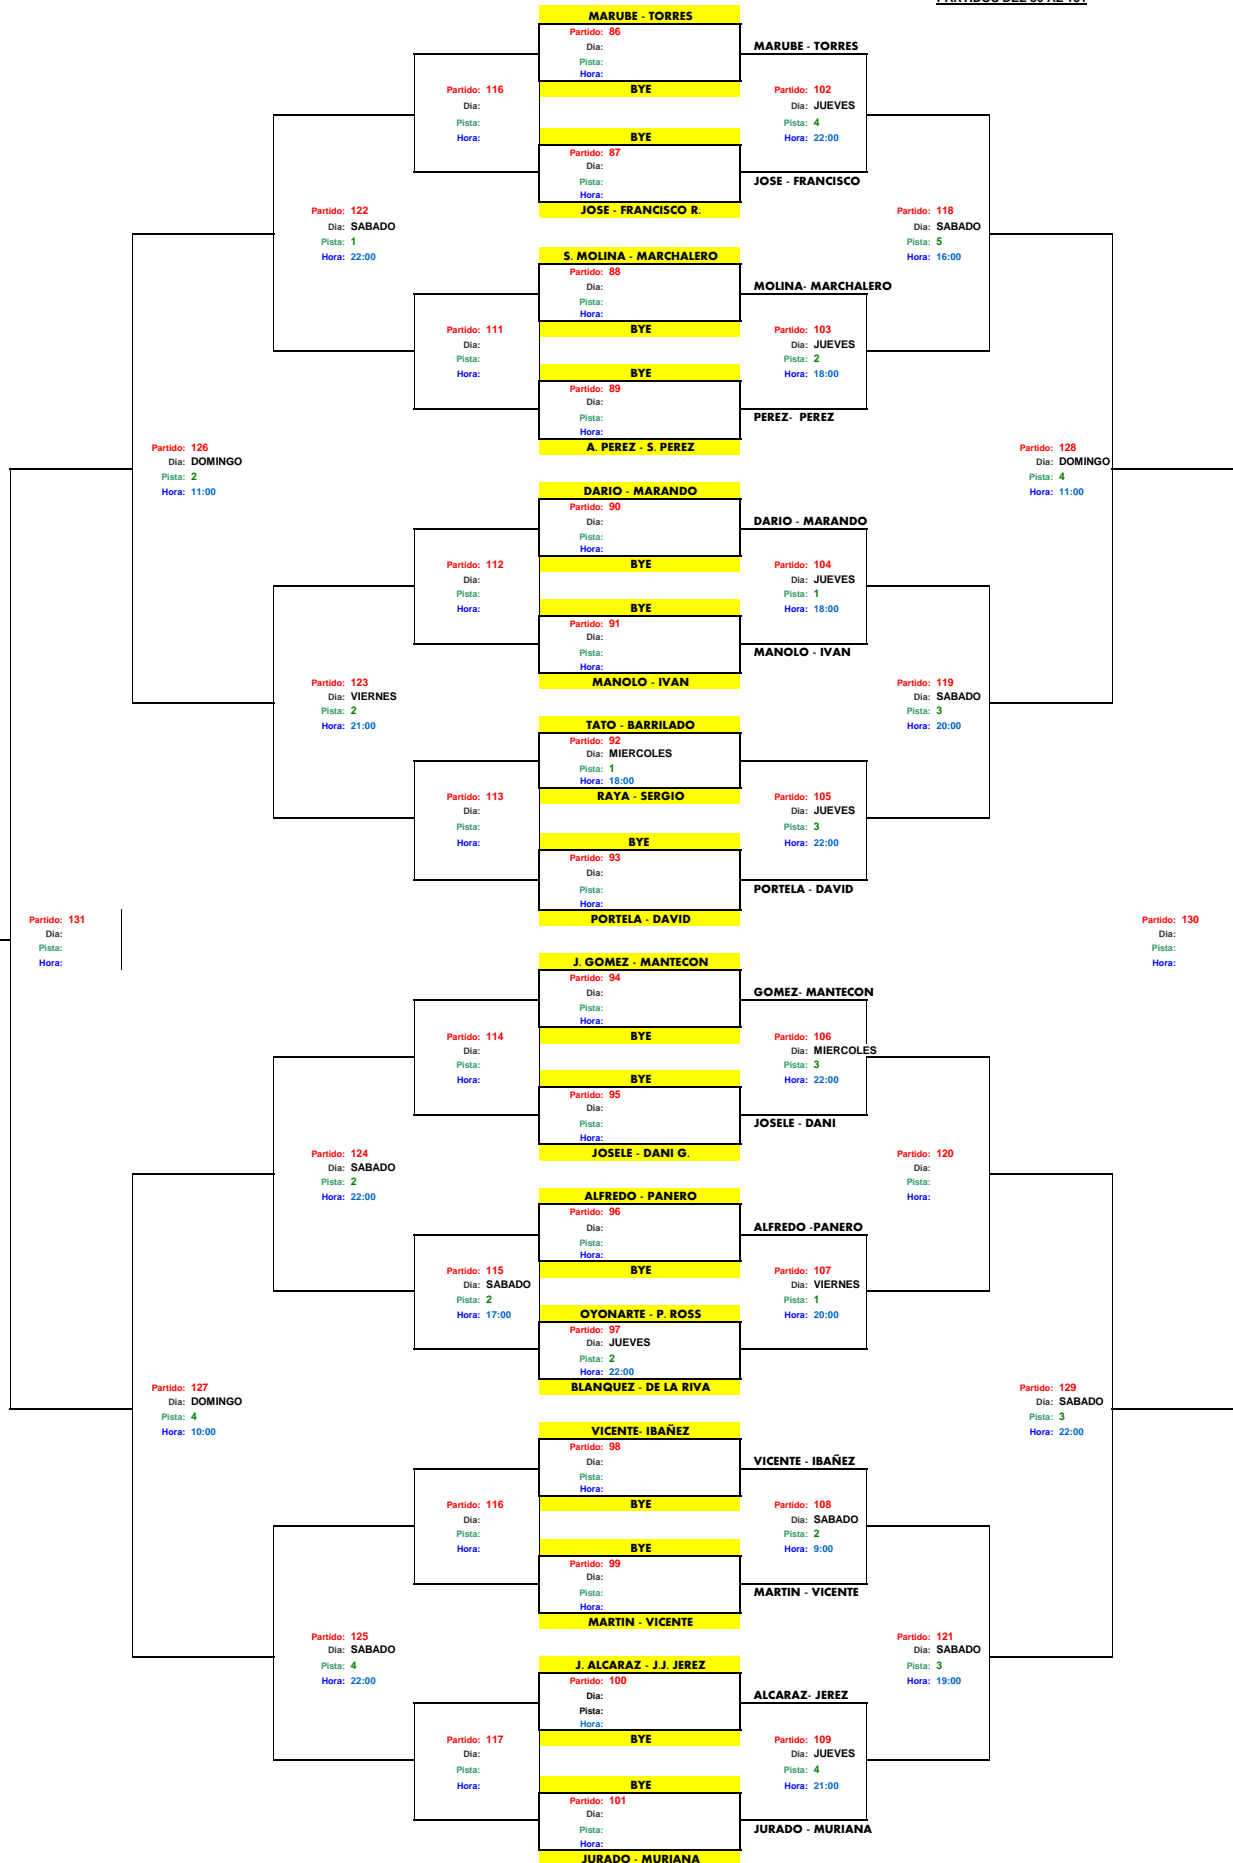 PARTIDOS DEL 86 AL 131
MARUBE - TORRES
Partido: 86
Dia:
Pista:
Hora:
BYE
MARUBE - TORRES
Partido: 116
Dia:
Pista:
Hora:
Partido: 102
Dia: JUEVES
Pista: 4
Hora: 22:00
BYE
Partido: 87
Dia:
Pista:
Hora:
JOSE - FRANCISCO R.
JOSE - FRANCISCO
Partido: 122
Dia: SABADO
Pista: 1
Hora: 22:00
Partido: 118
Dia: SABADO
Pista: 5
Hora: 16:00
S. MOLINA - MARCHALERO
Partido: 88
Dia:
Pista:
Hora:
BYE
MOLINA- MARCHALERO
Partido: 111
Dia:
Pista:
Hora:
Partido: 103
Dia: JUEVES
Pista: 2
Hora: 18:00
BYE
Partido: 89
Dia:
Pista:
Hora:
A. PEREZ - S. PEREZ
PEREZ- PEREZ
Partido: 126
Dia: DOMINGO
Pista: 2
Hora: 11:00
Partido: 128
Dia: DOMINGO
Pista: 4
Hora: 11:00
DARIO - MARANDO
Partido: 90
Dia:
Pista:
Hora:
BYE
DARIO - MARANDO
Partido: 112
Dia:
Pista:
Hora:
Partido: 104
Dia: JUEVES
Pista: 1
Hora: 18:00
BYE
Partido: 91
Dia:
Pista:
Hora:
MANOLO - IVAN
MANOLO - IVAN
Partido: 123
Dia: VIERNES
Pista: 2
Hora: 21:00
Partido: 119
Dia: SABADO
Pista: 3
Hora: 20:00
TATO - BARRILADO
Partido: 92
Dia: MIERCOLES
Pista: 1
Hora: 18:00
RAYA - SERGIO
Partido: 113
Dia:
Pista:
Hora:
Partido: 105
Dia: JUEVES
Pista: 3
Hora: 22:00
BYE
Partido: 93
Dia:
Pista:
Hora:
PORTELA - DAVID
PORTELA - DAVID
Partido: 131
Dia:
Pista:
Hora:
Partido: 130
Dia:
Pista:
Hora:
J. GOMEZ - MANTECON
Partido: 94
Dia:
Pista:
Hora:
BYE
GOMEZ- MANTECON
Partido: 114
Dia:
Pista:
Hora:
Partido: 106
Dia: MIERCOLES
Pista: 3
Hora: 22:00
BYE
Partido: 95
Dia:
Pista:
Hora:
JOSELE - DANI G.
JOSELE - DANI
Partido: 124
Dia: SABADO
Pista: 2
Hora: 22:00
Partido: 120
Dia:
Pista:
Hora:
ALFREDO - PANERO
Partido: 96
Dia:
Pista:
Hora:
BYE
ALFREDO -PANERO
Partido: 115
Dia: SABADO
Pista: 2
Hora: 17:00
Partido: 107
Dia: VIERNES
Pista: 1
Hora: 20:00
OYONARTE - P. ROSS
Partido: 97
Dia: JUEVES
Pista: 2
Hora: 22:00
BLANQUEZ - DE LA RIVA
Partido: 127
Dia: DOMINGO
Pista: 4
Hora: 10:00
Partido: 129
Dia: SABADO
Pista: 3
Hora: 22:00
VICENTE- IBAÑEZ
Partido: 98
Dia:
Pista:
Hora:
BYE
VICENTE - IBAÑEZ
Partido: 116
Dia:
Pista:
Hora:
Partido: 108
Dia: SABADO
Pista: 2
Hora: 9:00
BYE
Partido: 99
Dia:
Pista:
Hora:
MARTIN - VICENTE
MARTIN - VICENTE
Partido: 125
Dia: SABADO
Pista: 4
Hora: 22:00
Partido: 121
Dia: SABADO
Pista: 3
Hora: 19:00
J. ALCARAZ - J.J. JEREZ
Partido: 100
Dia:
Pista:
Hora:
BYE
ALCARAZ- JEREZ
Partido: 117
Dia:
Pista:
Hora:
Partido: 109
Dia: JUEVES
Pista: 4
Hora: 21:00
BYE
Partido: 101
Dia:
Pista:
Hora:
JURADO - MURIANA
JURADO - MURIANA